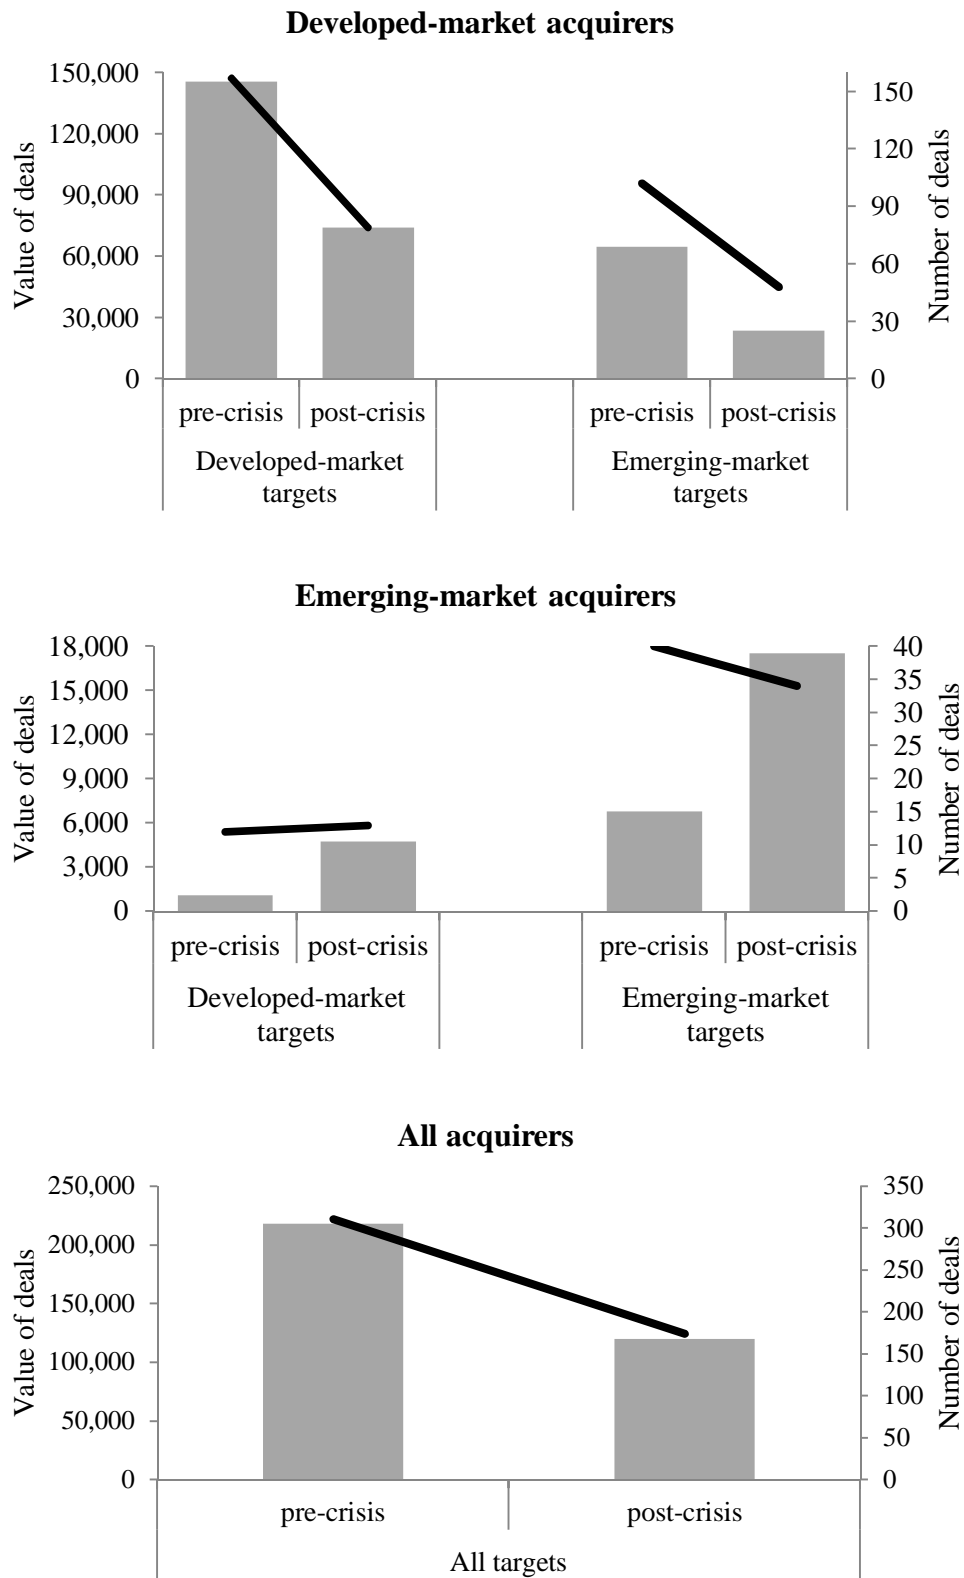 Developed-market acquirers
150,000
120,000
90,000
60,000
30,000
0
Value of deals
150
120
90
60
30
0
Number of deals
pre-crisis post-crisis pre-crisis post-crisis
Developed-market targets
Emerging-market targets
Emerging-market acquirers
18,000
15,000
12,000
9,000
6,000
3,000
0
Value of deals
40
35
30
25
20
15
10
5
0
Number of deals
pre-crisis post-crisis pre-crisis post-crisis
Developed-market targets
Emerging-market targets
All acquirers
250,000
200,000
150,000
100,000
50,000
0
Value of deals
350
300
250
200
150
100
50
0
Number of deals
pre-crisis post-crisis
All targets